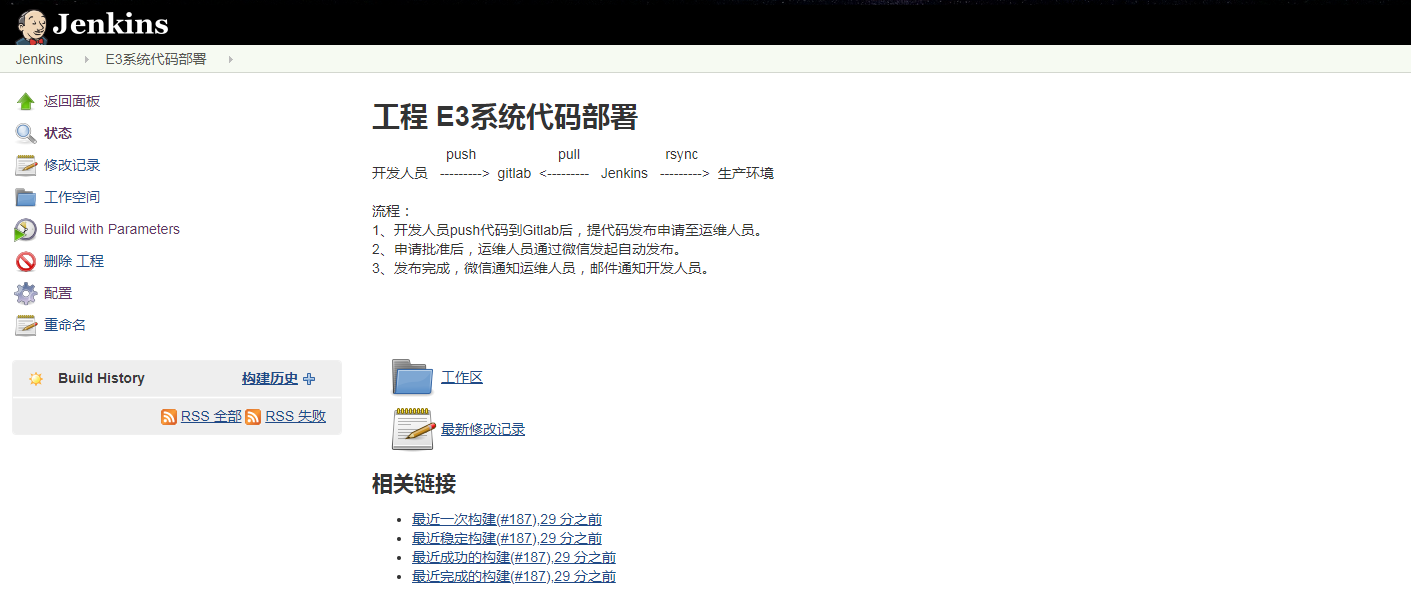 Jenkins
Jenkins E3系统代码部署
返回面板
状态
修改记录
工作空间
Build with Parameters
删除 工程
配置
重命名
Build History 构建历史
RSS 全部 RSS 失败
工程 E3系统代码部署
push pull rsync
开发人员 ---------> gitlab <--------- Jenkins ---------> 生产环境
流程：
1、开发人员push代码到Gitlab后，提代码发布申请至运维人员。
2、申请批准后，运维人员通过微信发起自动发布。
3、发布完成，微信通知运维人员，邮件通知开发人员。
工作区
最新修改记录
相关链接
最近一次构建(#187),29 分之前
最近稳定构建(#187),29 分之前
最近成功的构建(#187),29 分之前
最近完成的构建(#187),29 分之前